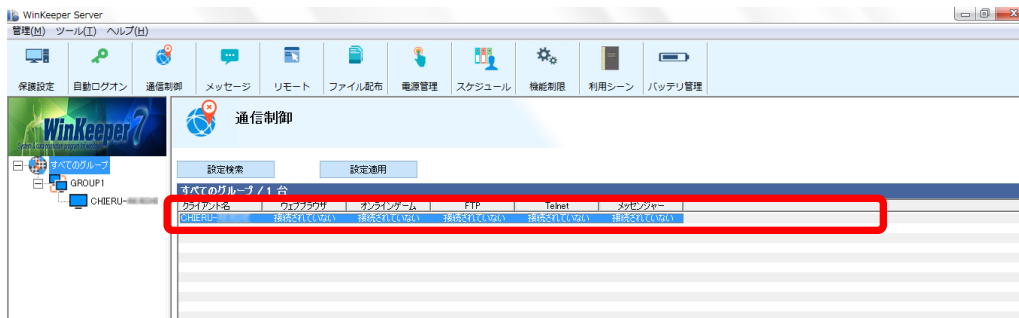 WinKeeper Server
管理(M) ツール(T) ヘルプ(H)
保護設定 自動ログオン 通信制御 メッセージ リモート ファイル配布 電源管理 スケジュール 機能制限 利用シーン バッテリ管理
WinKeeper 7
通信制御
すべてのグループ
GROUP1
CHIERU-
設定検索 設定適用
すべてのグループ / 1 台
クライアント名 ウェブブラウザ オンラインゲーム FTP Telnet メッセンジャー
CHIERU- 接続されていない 接続されていない 接続されていない 接続されていない 接続されていない